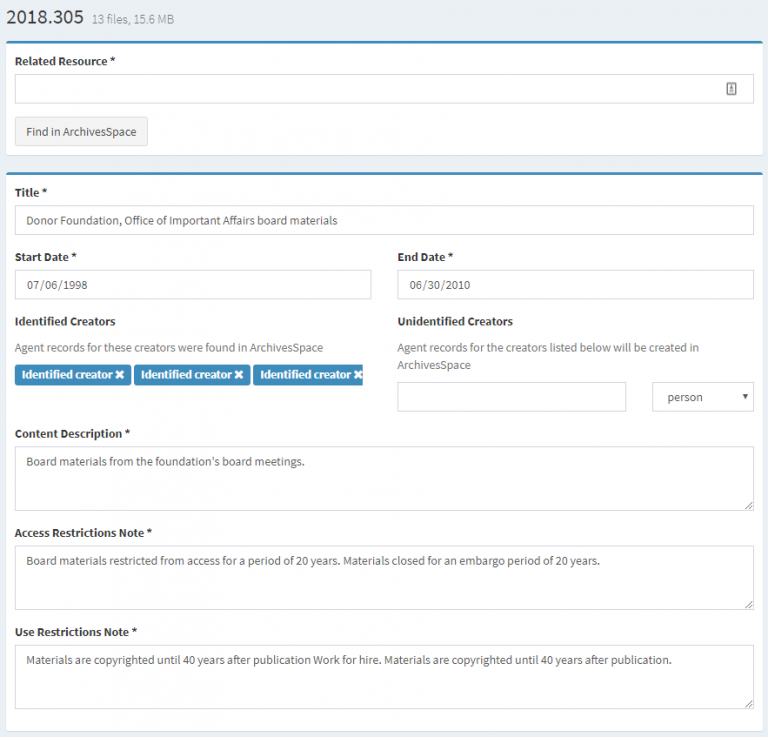 2018.305 13 files, 15.6 MB
Related Resource *
Find in ArchivesSpace
Title *
Donor Foundation, Office of Important Affairs board materials
Start Date * End Date *
07/06/1998 06/30/2010
Identified Creators Unidentified Creators
Agent records for these creators were found in ArchivesSpace
Agent records for the creators listed below will be created in
ArchivesSpace
Identified creator × Identified creator × Identified creator ×
person
Content Description *
Board materials from the foundation's board meetings.
Access Restrictions Note *
Board materials restricted from access for a period of 20 years. Materials closed for an embargo period of 20 years.
Use Restrictions Note *
Materials are copyrighted until 40 years after publication Work for hire. Materials are copyrighted until 40 years after publication.